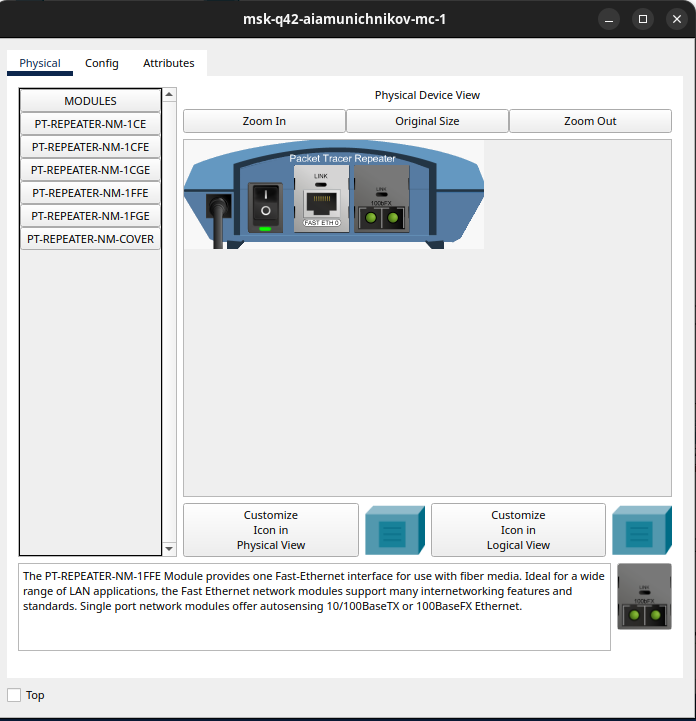 msk-q42-aiamunichnikov-mc-1
Physical
Config
Attributes
MODULES
PT-REPEATER-NM-1CE
PT-REPEATER-NM-1CFE
PT-REPEATER-NM-1CGE
PT-REPEATER-NM-1FFE
PT-REPEATER-NM-1FGE
PT-REPEATER-NM-COVER
Physical Device View
Zoom In
Original Size
Zoom Out
Packet Tracer Repeater
LINK
FAST ETH 0
LINK
100bFX
Customize
Icon in
Physical View
Customize
Icon in
Logical View
The PT-REPEATER-NM-1FFE Module provides one Fast-Ethernet interface for use with fiber media. Ideal for a wide
range of LAN applications, the Fast Ethernet network modules support many internetworking features and
standards. Single port network modules offer autosensing 10/100BaseTX or 100BaseFX Ethernet.
LINK
100bFX
Top